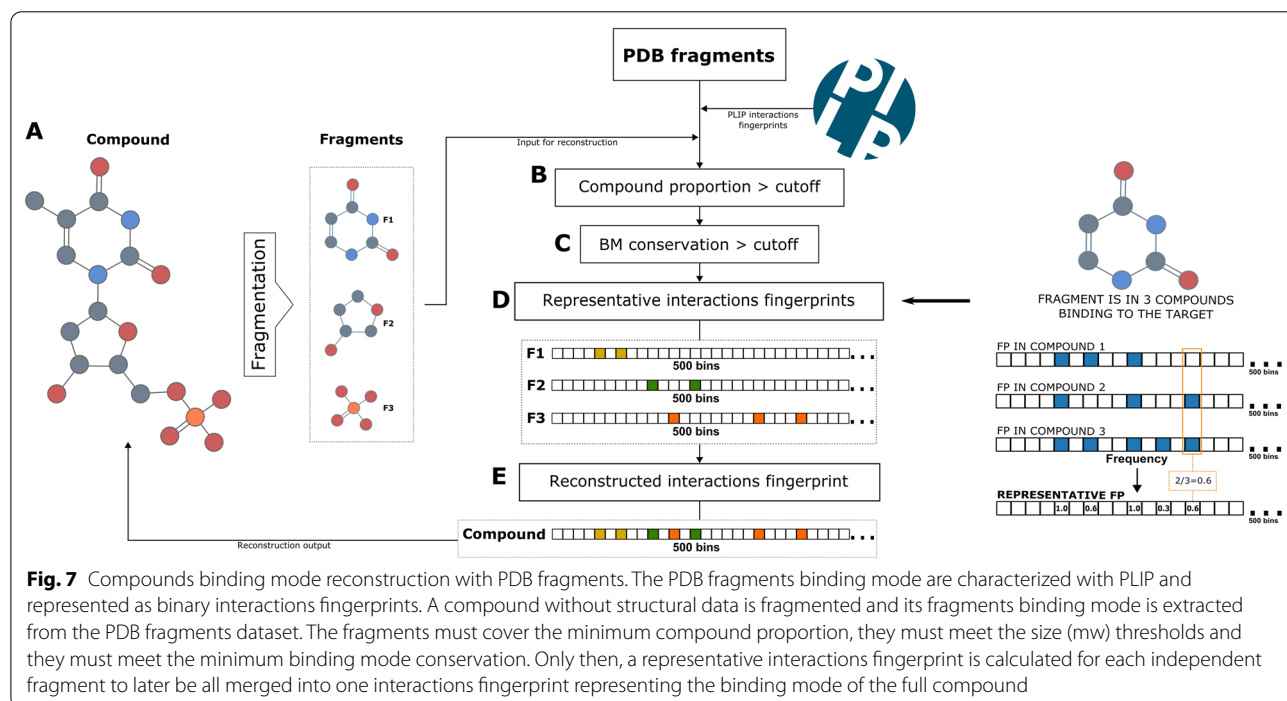 PDB fragments
PLIP
PLIP interactions
fingerprints
A
Compound
Fragments
Input for reconstruction
F1
F2
F3
Fragmentation
B
Compound proportion > cutoff
C
BM conservation > cutoff
D
Representative interactions fingerprints
F1
...
500 bins
F2
...
500 bins
F3
...
500 bins
E
Reconstructed interactions fingerprint
Compound
...
500 bins
Reconstruction output
FRAGMENT IS IN 3 COMPOUNDS
BINDING TO THE TARGET
FP IN COMPOUND 1
...
500 bins
FP IN COMPOUND 2
...
500 bins
FP IN COMPOUND 3
...
500 bins
Frequency
2/3=0.6
REPRESENTATIVE FP
1.0 0.6 1.0 0.3 0.6
...
500 bins
Fig. 7 Compounds binding mode reconstruction with PDB fragments. The PDB fragments binding mode are characterized with PLIP and
represented as binary interactions fingerprints. A compound without structural data is fragmented and its fragments binding mode is extracted
from the PDB fragments dataset. The fragments must cover the minimum compound proportion, they must meet the size (mw) thresholds and
they must meet the minimum binding mode conservation. Only then, a representative interactions fingerprint is calculated for each independent
fragment to later be all merged into one interactions fingerprint representing the binding mode of the full compound